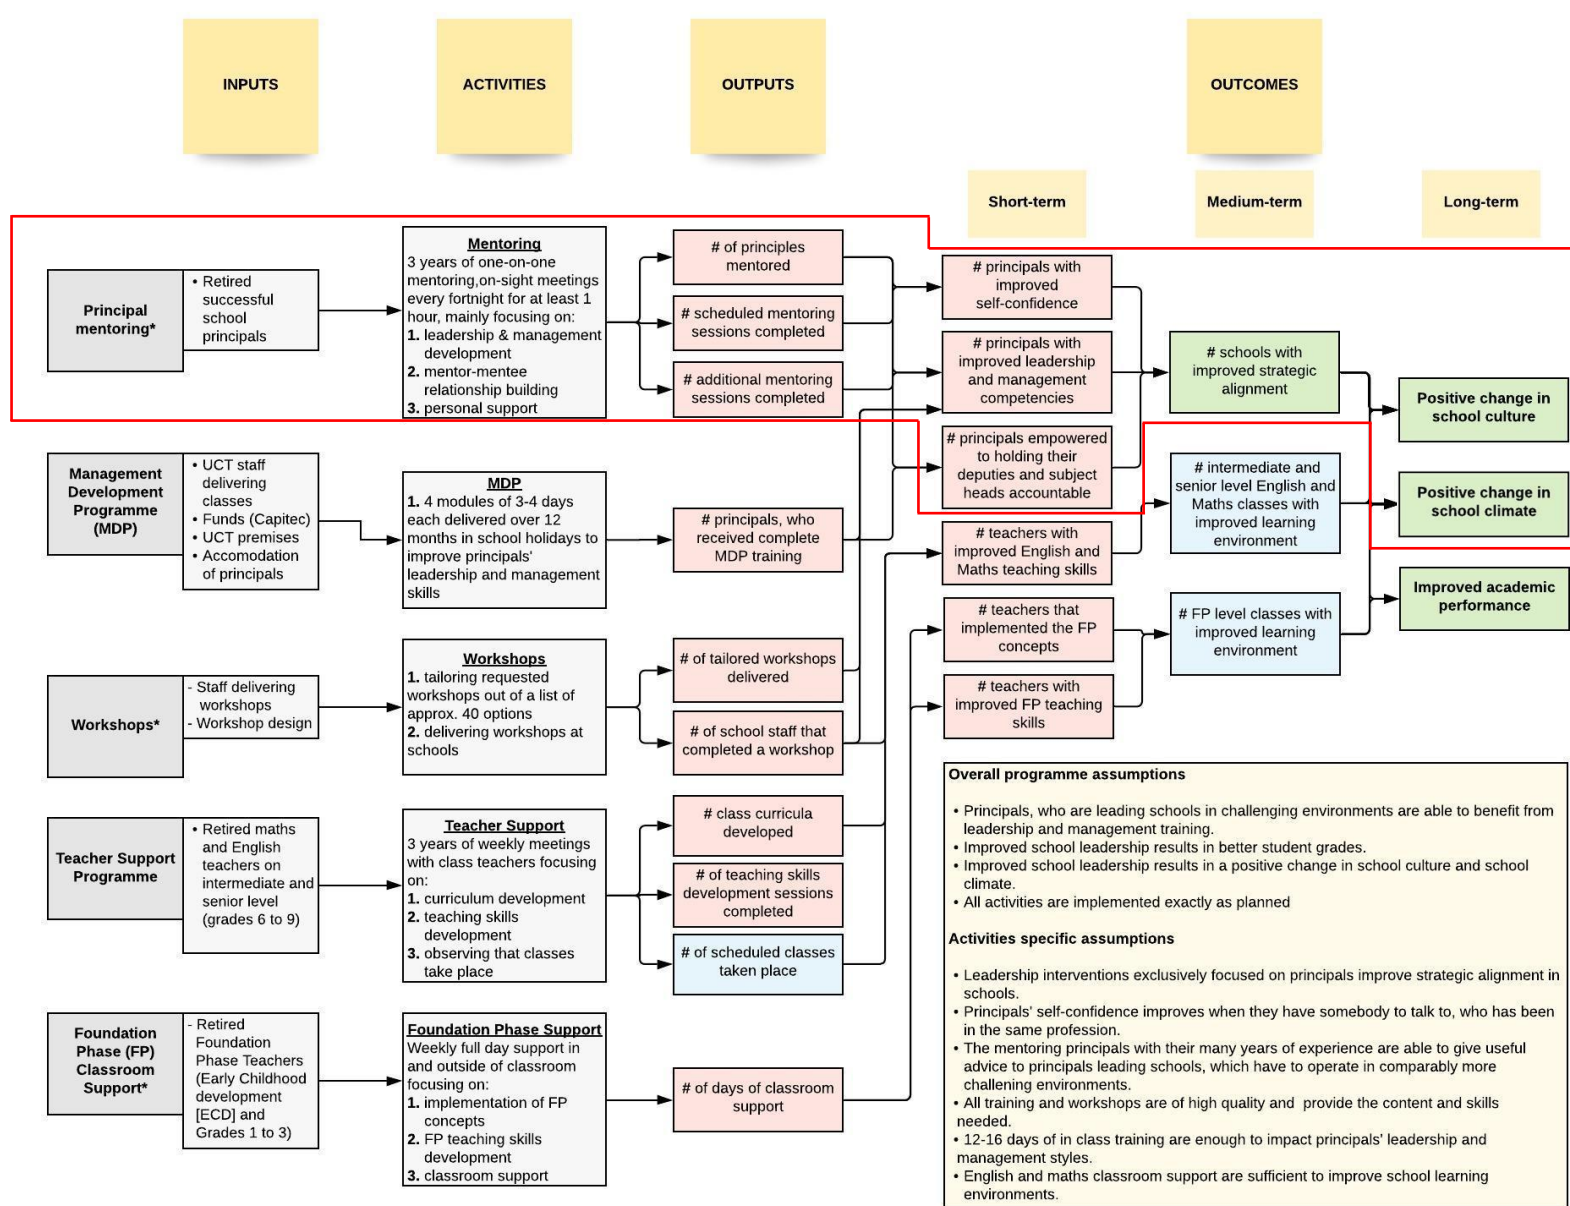 INPUTS
ACTIVITIES
OUTPUTS
OUTCOMES
Short-term
Medium-term
Long-term
Principal
mentoring*
• Retired
successful
school
principals
Mentoring
3 years of one-on-one
mentoring,on-sight meetings
every fortnight for at least 1
hour, mainly focusing on:
1. leadership & management
development
2. mentor-mentee
relationship building
3. personal support
# of principles
mentored
# scheduled mentoring
sessions completed
# additional mentoring
sessions completed
# principals with
improved
self-confidence
# principals with
improved leadership
and management
competencies
# principals empowered
to holding their
deputies and subject
heads accountable
# schools with
improved strategic
alignment
Positive change in
school culture
Management
Development
Programme
(MDP)
• UCT staff
delivering
classes
• Funds (Capitec)
• UCT premises
• Accomodation
of principals
MDP
1. 4 modules of 3-4 days
each delivered over 12
months in school holidays to
improve principals'
leadership and management
skills
# principals, who
received complete
MDP training
# teachers with
improved English and
Maths teaching skills
# intermediate and
senior level English and
Maths classes with
improved learning
environment
Positive change in
school climate
Workshops*
- Staff delivering
workshops
- Workshop design
Workshops
1. tailoring requested
workshops out of a list of
approx. 40 options
2. delivering workshops at
schools
# of tailored workshops
delivered
# of school staff that
completed a workshop
# teachers that
implemented the FP
concepts
# teachers with
improved FP teaching
skills
# FP level classes with
improved learning
environment
Improved academic
performance
Teacher Support
Programme
• Retired maths
and English
teachers on
intermediate and
senior level
(grades 6 to 9)
Teacher Support
3 years of weekly meetings
with class teachers focusing
on:
1. curriculum development
2. teaching skills
development
3. observing that classes
take place
# class curricula
developed
# of teaching skills
development sessions
completed
# of scheduled classes
taken place
Foundation
Phase (FP)
Classroom
Support*
- Retired
Foundation
Phase Teachers
(Early Childhood
development
[ECD] and
Grades 1 to 3)
Foundation Phase Support
Weekly full day support in
and outside of classroom
focusing on:
1. implementation of FP
concepts
2. FP teaching skills
development
3. classroom support
# of days of classroom
support
Overall programme assumptions
• Principals, who are leading schools in challenging environments are able to benefit from
leadership and management training.
• Improved school leadership results in better student grades.
• Improved school leadership results in a positive change in school culture and school
climate.
• All activities are implemented exactly as planned
Activities specific assumptions
• Leadership interventions exclusively focused on principals improve strategic alignment in
schools.
• Principals' self-confidence improves when they have somebody to talk to, who has been
in the same profession.
• The mentoring principals with their many years of experience are able to give useful
advice to principals leading schools, which have to operate in comparably more
challening environments.
• All training and workshops are of high quality and provide the content and skills
needed.
• 12-16 days of in class training are enough to impact principals' leadership and
management styles.
• English and maths classroom support are sufficient to improve school learning
environments.